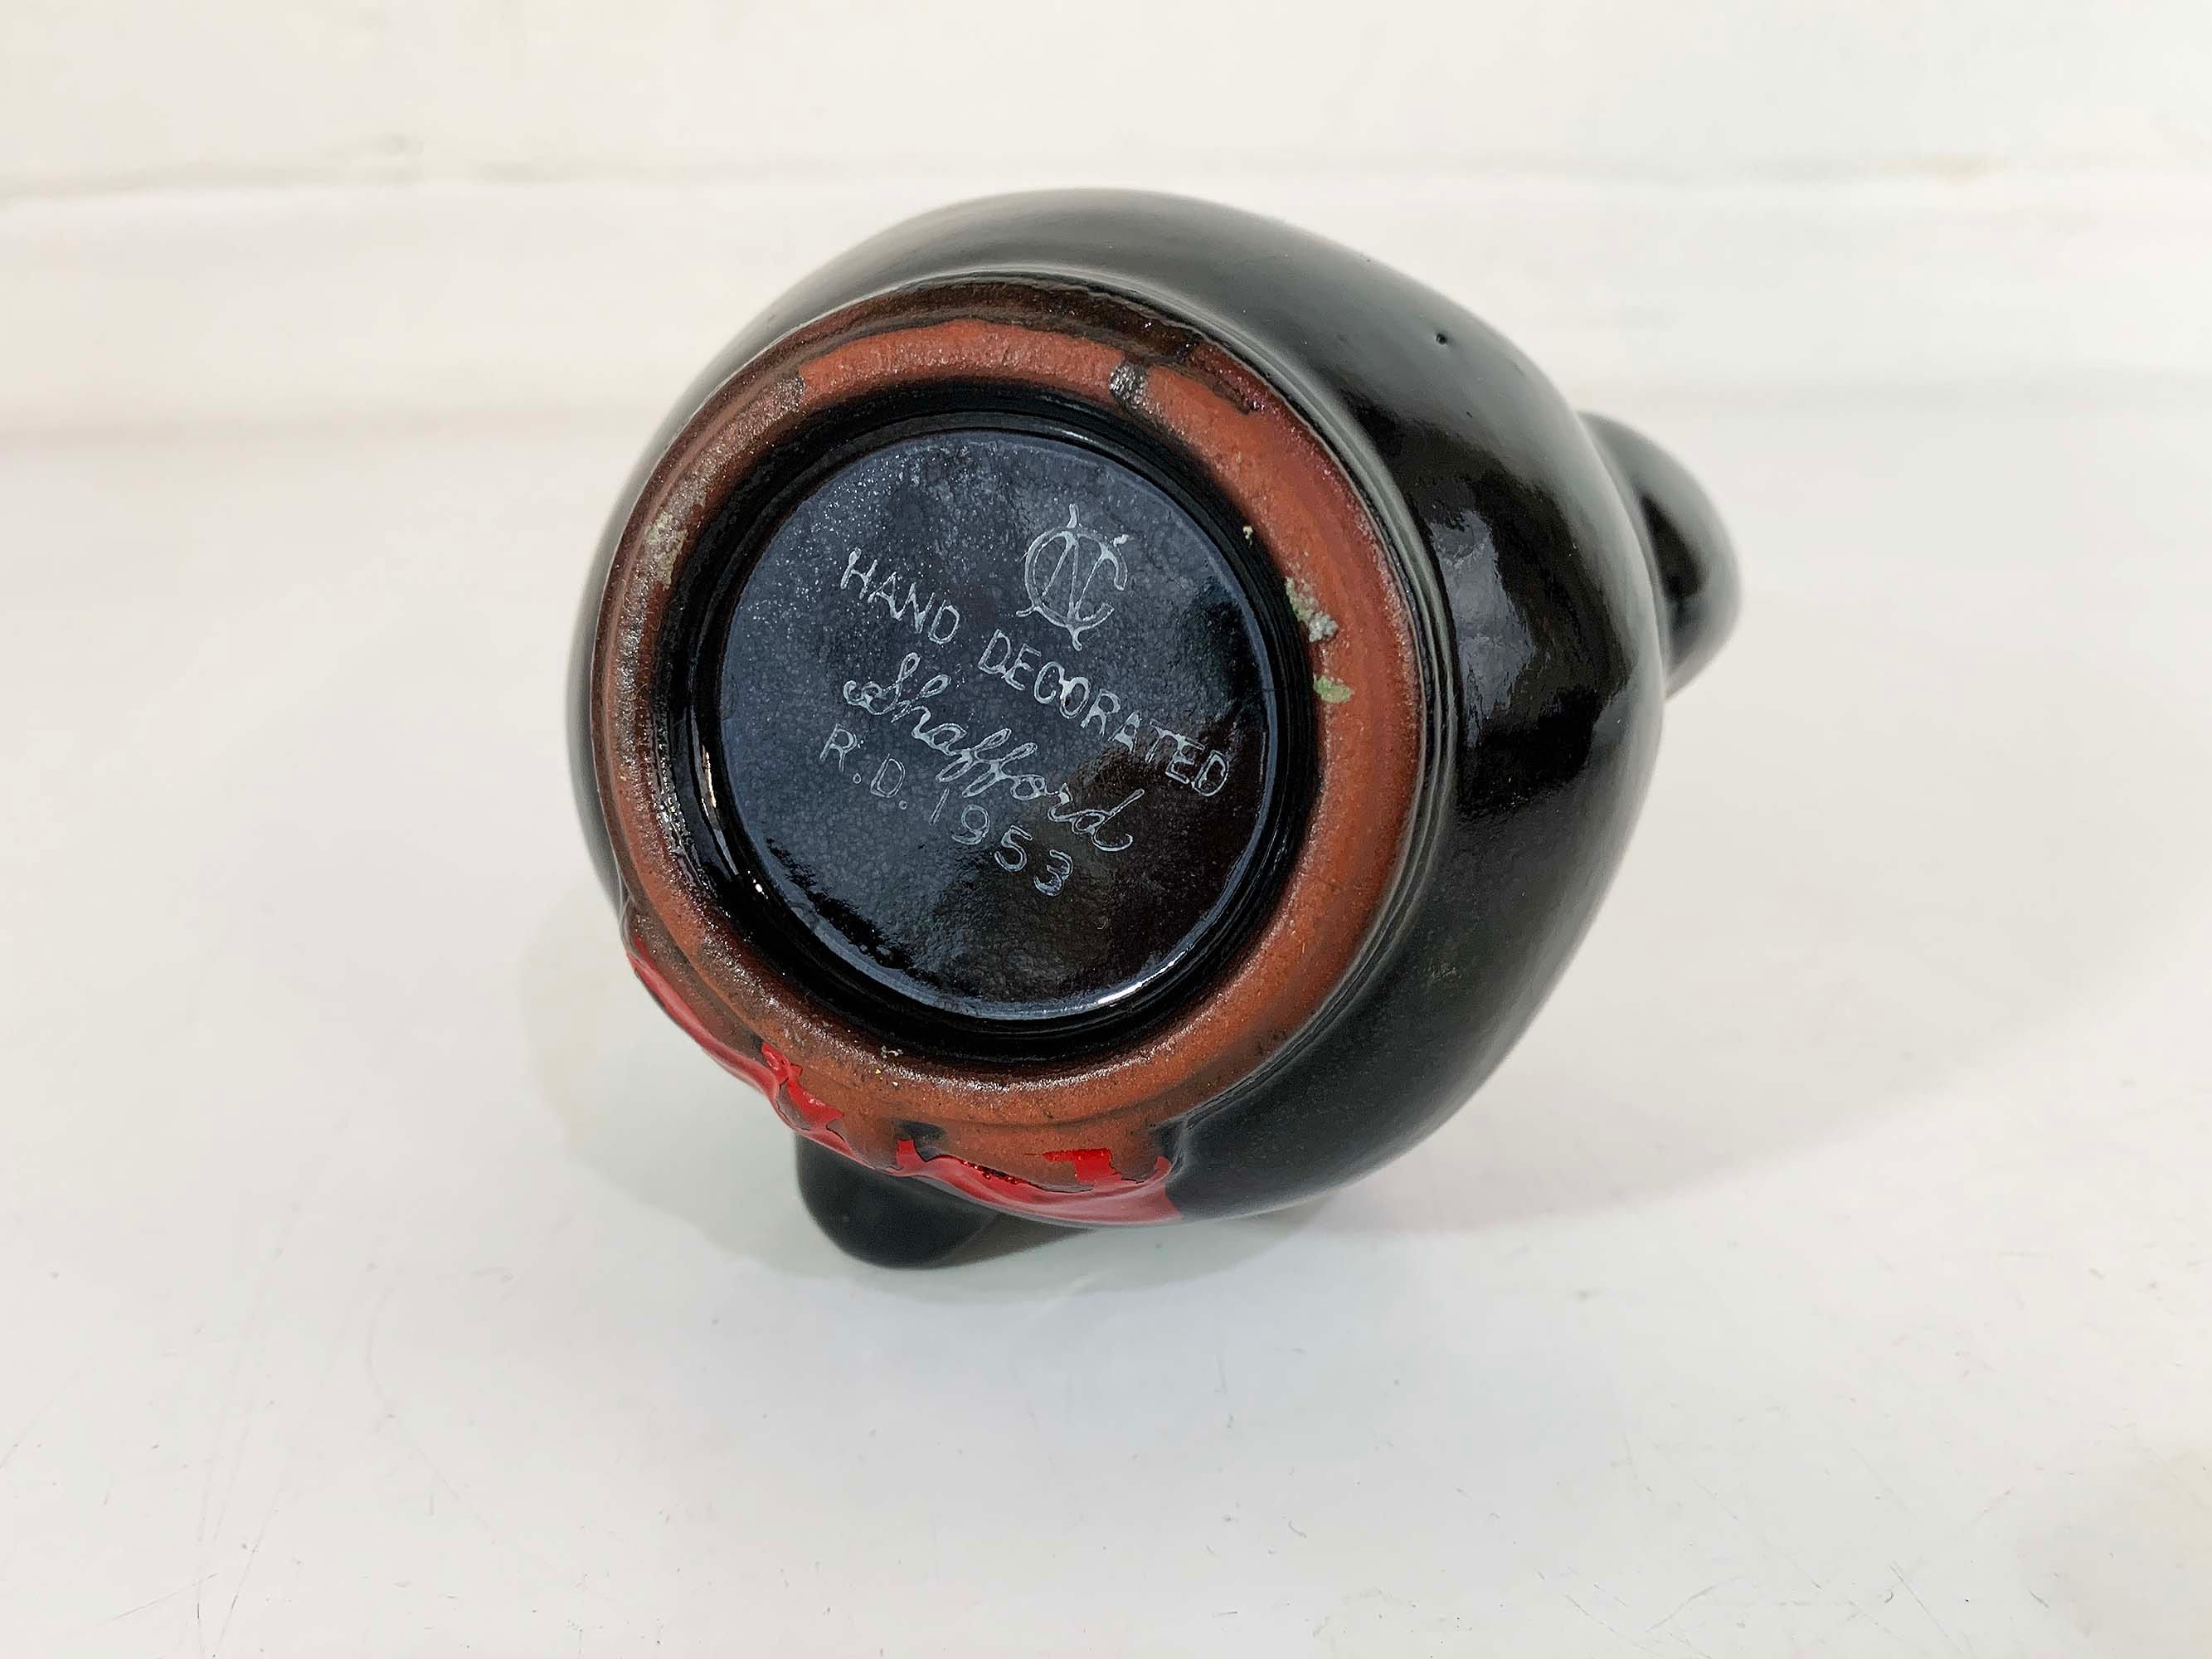 HAND DECORATED
Shafford
R.D. 1953